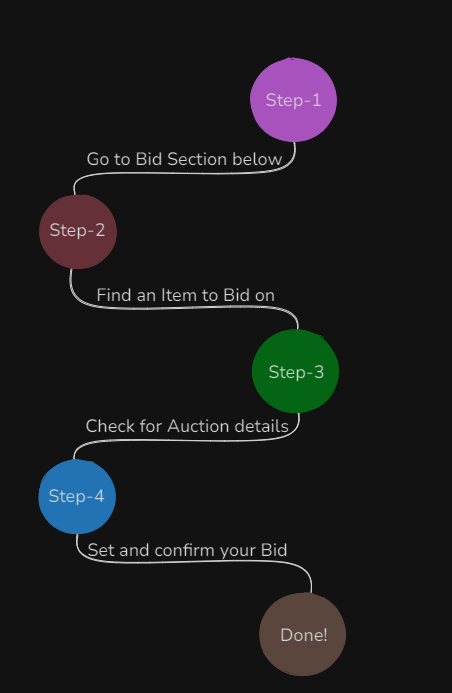 Step-1
Go to Bid Section below
Step-2
Find an Item to Bid on
Step-3
Check for Auction details
Step-4
Set and confirm your Bid
Done!